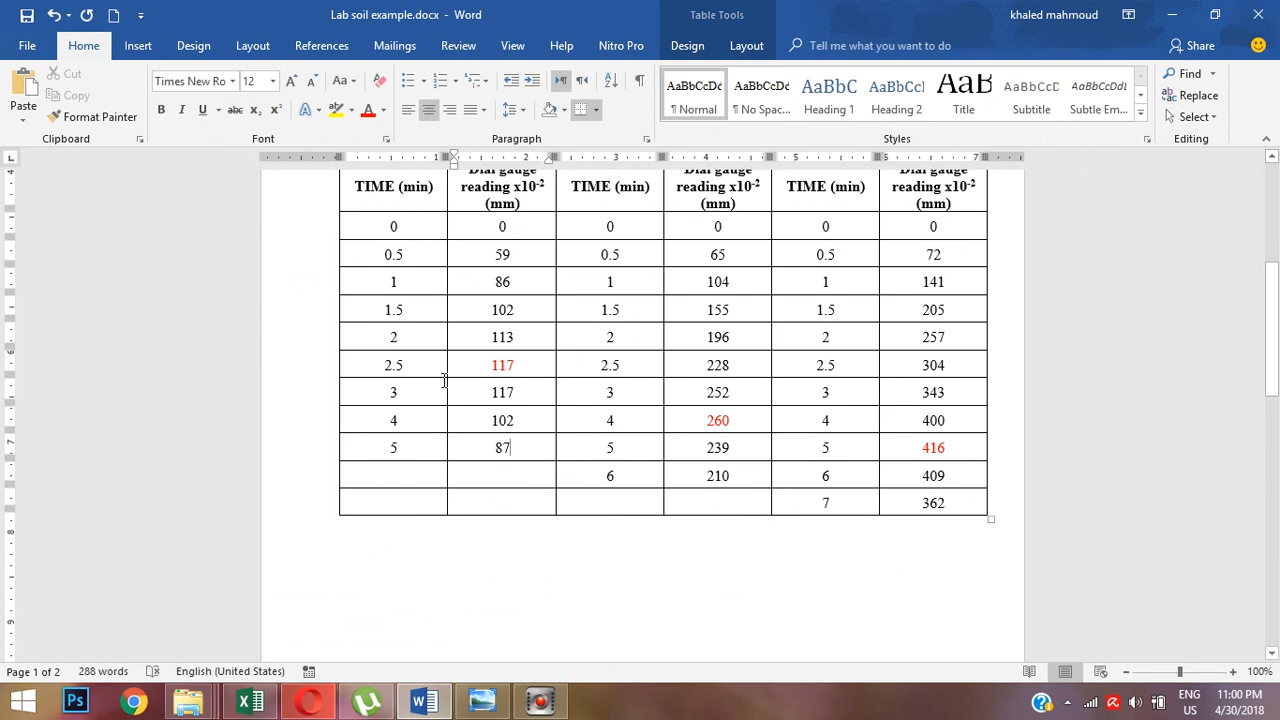 Lab soil example.docx - Word
Table Tools
khaled mahmoud
File Home Insert Design Layout References Mailings Review View Help Nitro Pro Design Layout Tell me what you want to do Share
Paste
Cut
Copy
Format Painter
Times New Ro 12
AaBbCcDd AaBbCcDd AaBbC AaBbCcI AaB AaBbCcD AaBbCcDd
¶ Normal ¶ No Spac... Heading 1 Heading 2 Title Subtitle Subtle Em...
Find
Replace
Select
Clipboard Font Paragraph Styles Editing
TIME (min) Dial gauge reading x10-2 (mm) TIME (min) Dial gauge reading x10-2 (mm) TIME (min) Dial gauge reading x10-2 (mm)
0 0 0 0 0 0
0.5 59 0.5 65 0.5 72
1 86 1 104 1 141
1.5 102 1.5 155 1.5 205
2 113 2 196 2 257
2.5 117 2.5 228 2.5 304
3 117 3 252 3 343
4 102 4 260 4 400
5 87 5 239 5 416
6 210 6 409
7 362
Page 1 of 2 288 words English (United States) 100%
ENG
US
11:00 PM
4/30/2018